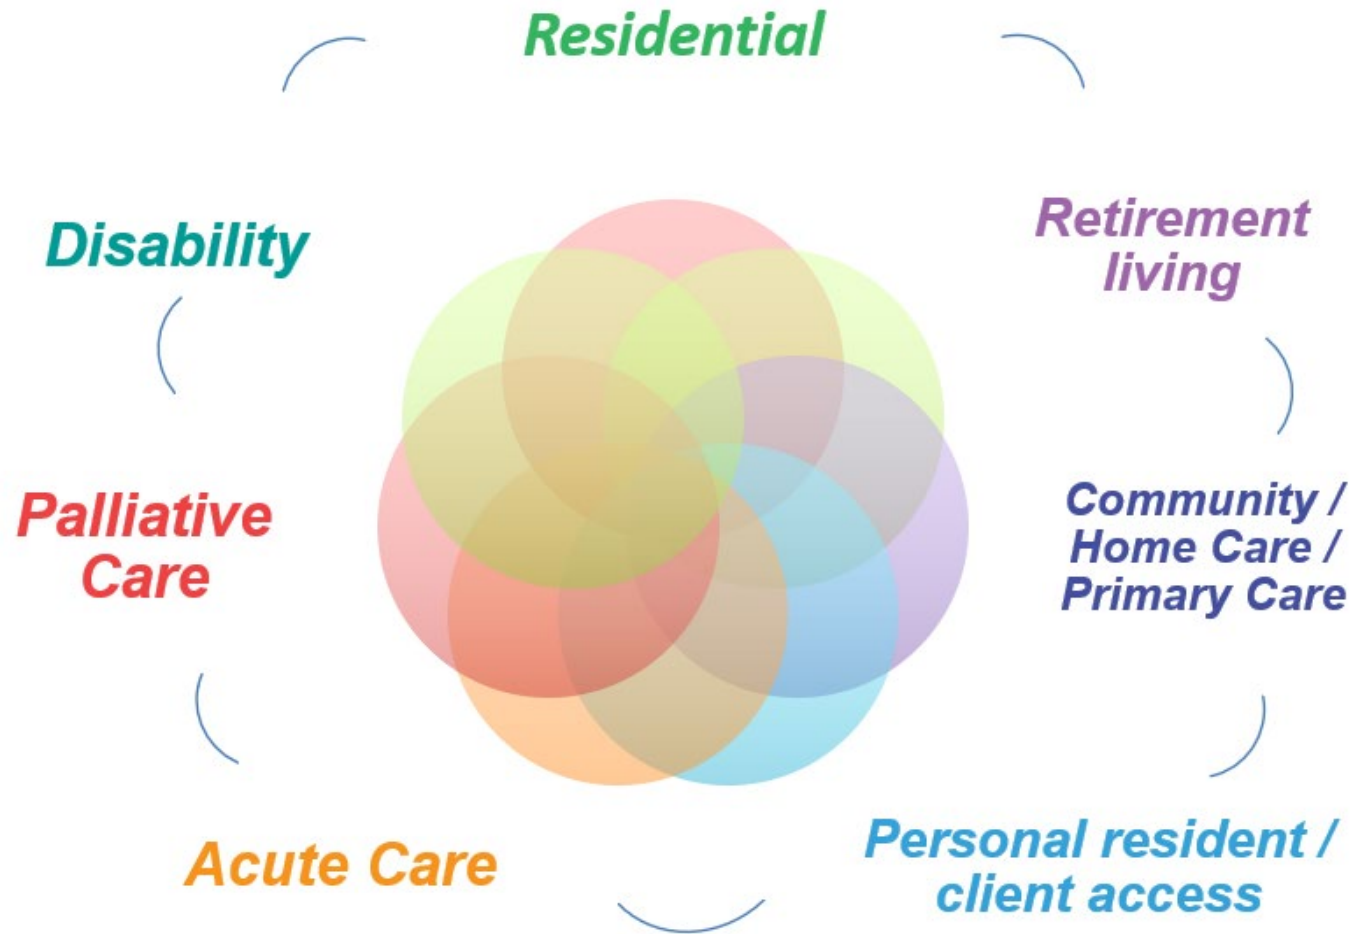 Residential
Disability
Retirement
living
Palliative
Care
Community /
Home Care /
Primary Care
Acute Care
Personal resident /
client access